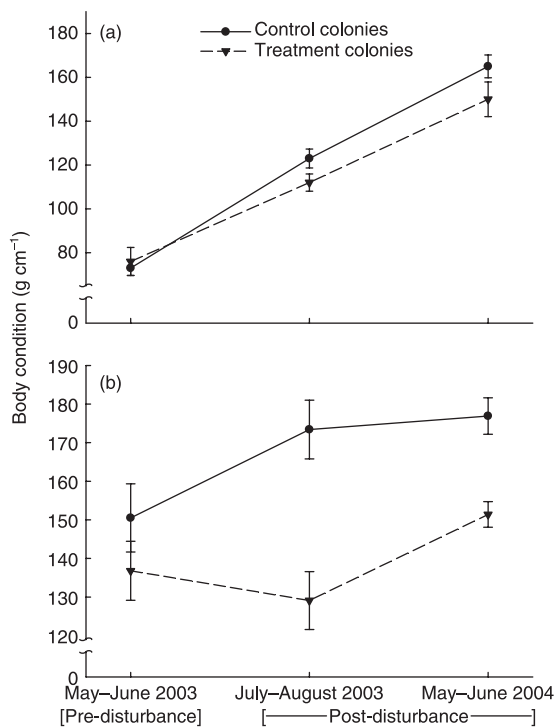 (a)
Control colonies
Treatment colonies
160
140
120
100
80
0
Body condition (g cm⁻¹)
190
(b)
180
170
160
150
140
130
120
0
May–June 2003 July–August 2003 May–June 2004
[Pre-disturbance] [Post-disturbance]